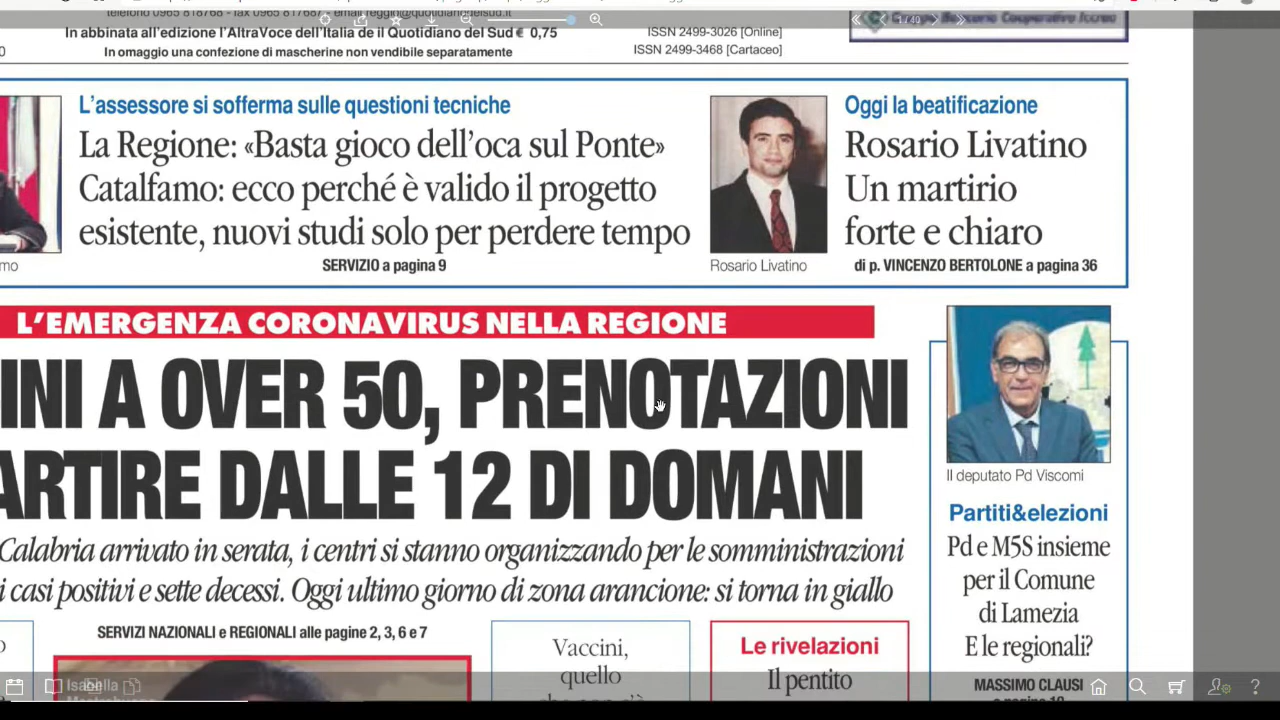 In abbinata all'edizione l'AltraVoce dell'Italia de il Quotidiano del Sud € 0,75
In omaggio una confezione di mascherine non vendibile separatamente
ISSN 2499-3026 [Online]
ISSN 2499-3468 [Cartaceo]
1 / 40
L'assessore si sofferma sulle questioni tecniche
La Regione: «Basta gioco dell'oca sul Ponte»
Catalfamo: ecco perché è valido il progetto
esistente, nuovi studi solo per perdere tempo
SERVIZIO a pagina 9
Oggi la beatificazione
Rosario Livatino
Un martirio
forte e chiaro
di p. VINCENZO BERTOLONE a pagina 36
Rosario Livatino
L'EMERGENZA CORONAVIRUS NELLA REGIONE
INI A OVER 50, PRENOTAZIONI
ARTIRE DALLE 12 DI DOMANI
Calabria arrivato in serata, i centri si stanno organizzando per le somministrazioni
i casi positivi e sette decessi. Oggi ultimo giorno di zona arancione: si torna in giallo
SERVIZI NAZIONALI e REGIONALI alle pagine 2, 3, 6 e 7
Il deputato Pd Viscomi
Partiti&elezioni
Pd e M5S insieme
per il Comune
di Lamezia
E le regionali?
MASSIMO CLAUSI
Vaccini,
quello
Le rivelazioni
Il pentito
Isabella